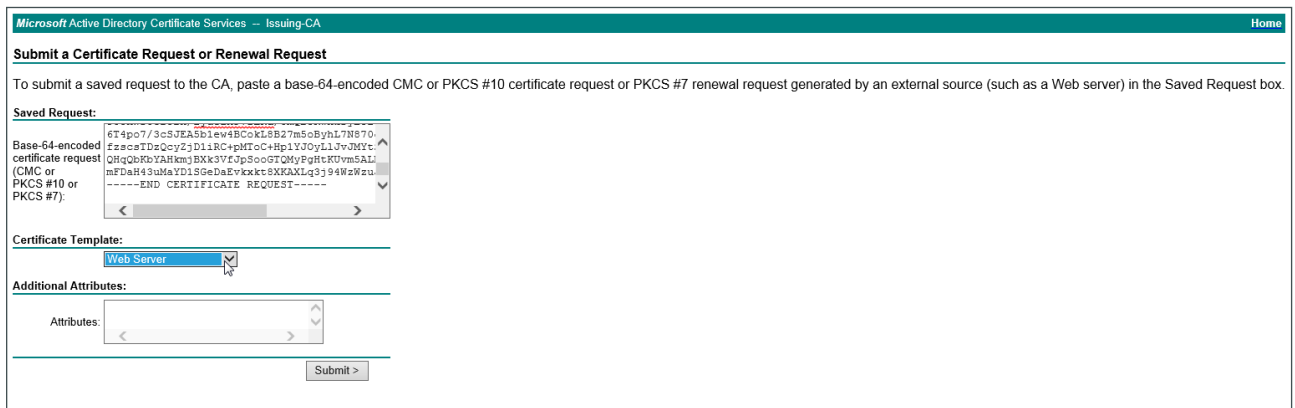 Microsoft Active Directory Certificate Services -- Issuing-CA Home
Submit a Certificate Request or Renewal Request
To submit a saved request to the CA, paste a base-64-encoded CMC or PKCS #10 certificate request or PKCS #7 renewal request generated by an external source (such as a Web server) in the Saved Request box.
Saved Request:
Base-64-encoded
certificate request
(CMC or
PKCS #10 or
PKCS #7):
6T4po7/3cSJEA5b1ew4BCokL8B27m5oByhL7N870
fzscsTDzQcyZjD1iRC+pMToC+Hp1YJOyL1JvJMYt
QHqQbKbYAHkmjBXk3VfJpSooGTQMyPgHtKUvm5AL
mFDaH43uMaYD1SGeDaEvkxkt8XKAXLq3j94WzWzu
-----END CERTIFICATE REQUEST-----
Certificate Template:
Web Server
Additional Attributes:
Attributes:
Submit >